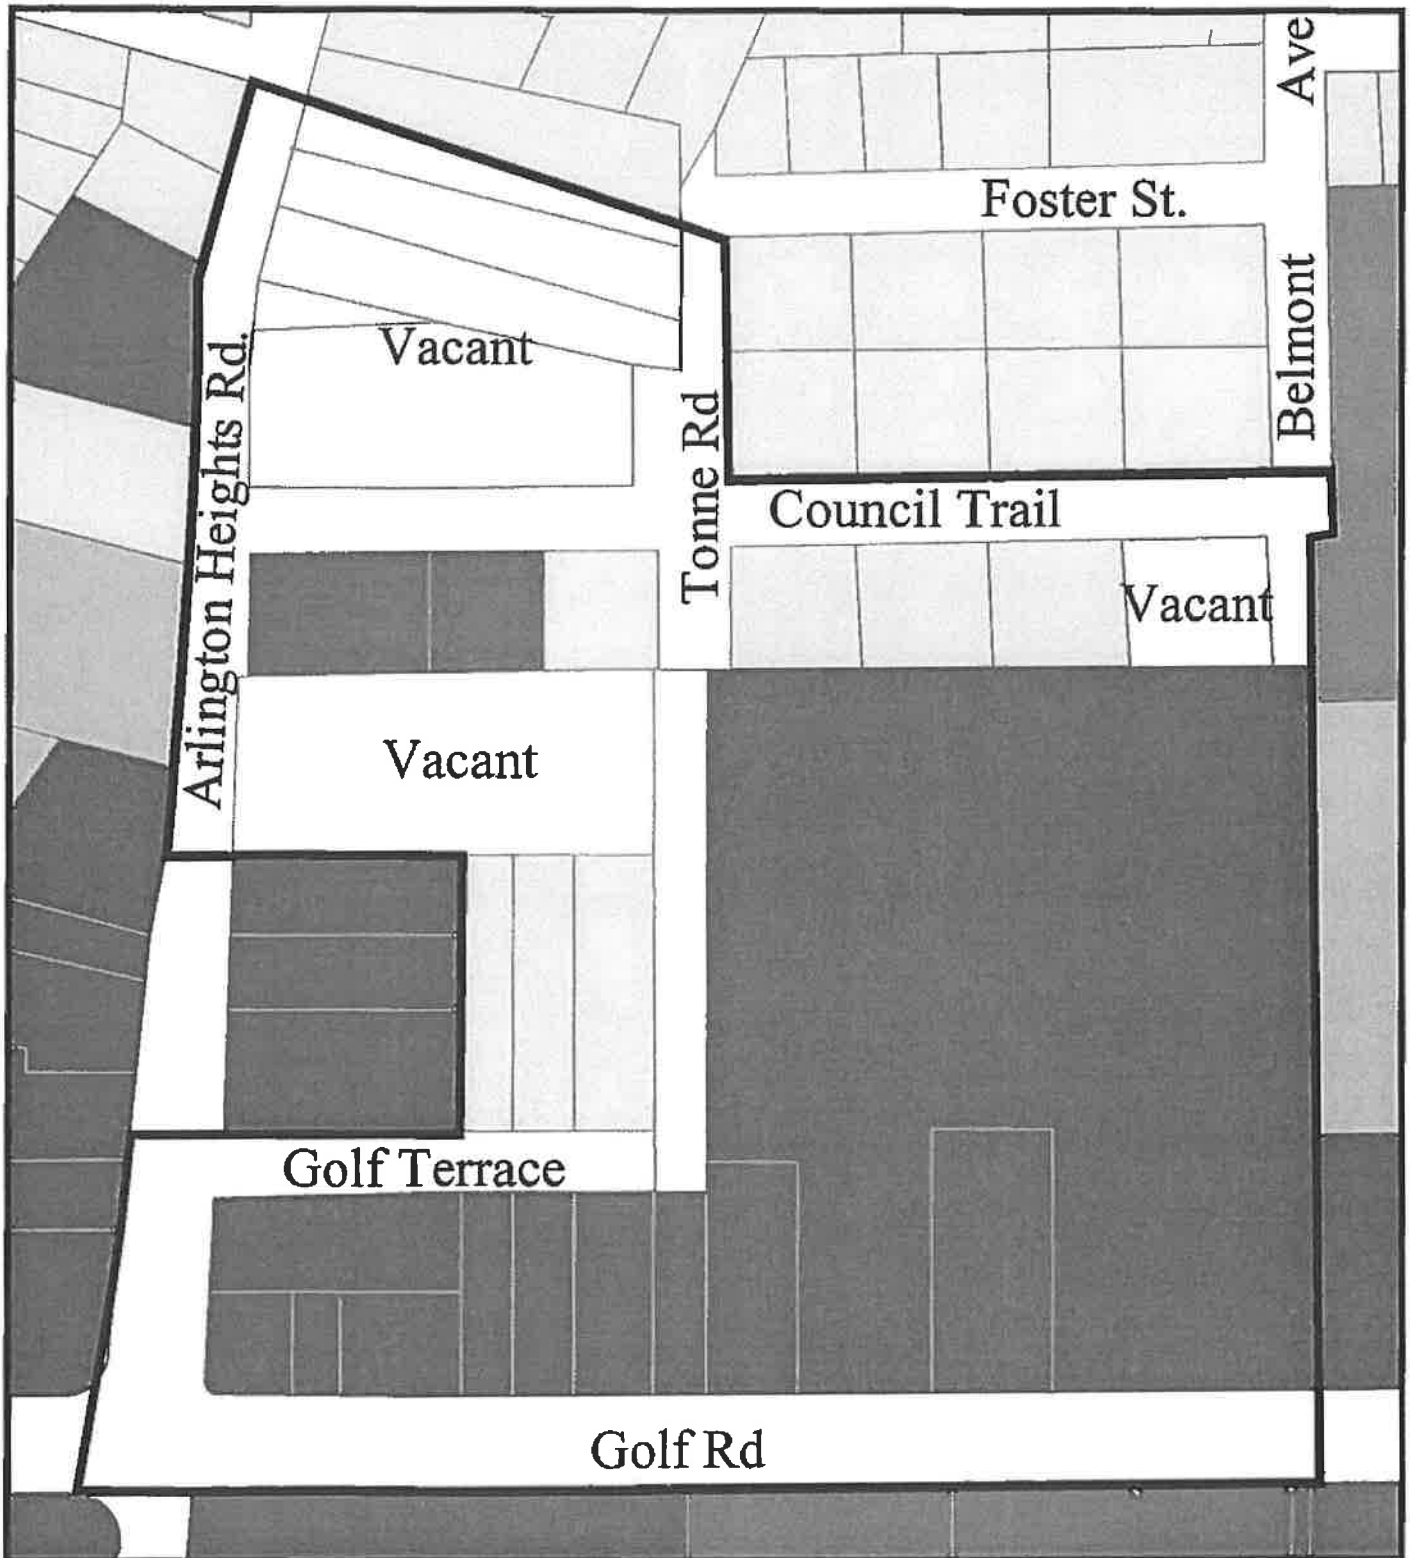 Ave
Foster St.
Belmont
Vacant
Arlington Heights Rd.
Tonne Rd
Council Trail
Vacant
Vacant
Golf Terrace
Golf Rd